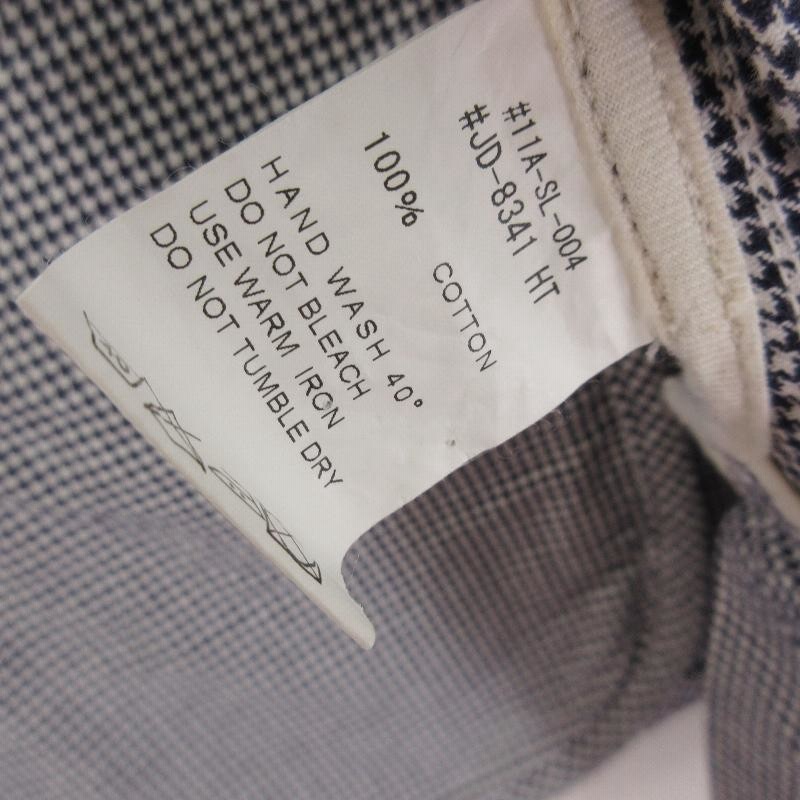 #11A-SL-004
#JD-8341 HT
100% COTTON
HAND WASH 40°
DO NOT BLEACH
USE WARM IRON
DO NOT TUMBLE DRY